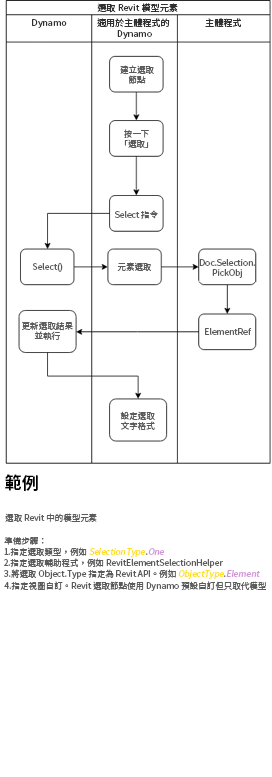 選取 Revit 模型元素
Dynamo
適用於主體程式的
Dynamo
主體程式
建立選取
節點
按一下
「選取」
Select 指令
Select()
元素選取
Doc.Selection.
PickObj
更新選取結果
並執行
ElementRef
設定選取
文字格式
範例
選取 Revit 中的模型元素
準備步驟：
1.指定選取類型，例如 SelectionType.One
2.指定選取輔助程式，例如 RevitElementSelectionHelper
3.將選取 Object.Type 指定為 RevitAPI。例如 ObjectType.Element
4.指定視圖自訂。Revit 選取節點使用 Dynamo 預設自訂但只取代模型